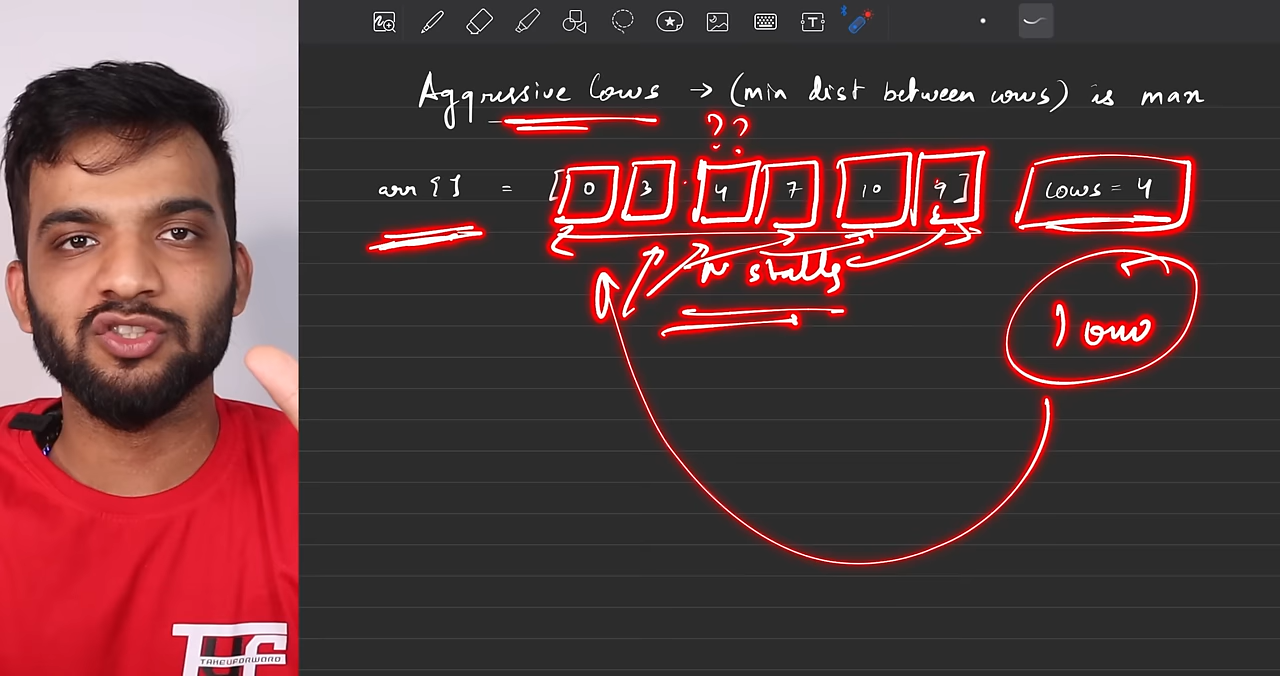 Aggressive Cows → (min dist between cows) is max
??
arr [ ] = [ 0 3 4 7 10 9 ] cows = 4
N stalls
1 cow
TUF
TAKEUFORWARD